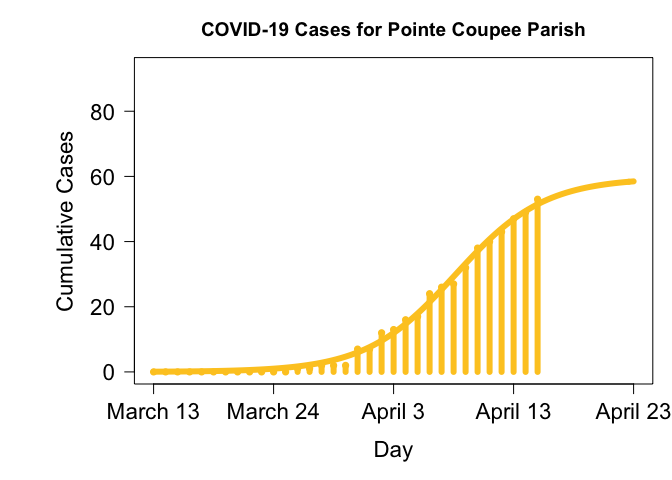 COVID-19 Cases for Pointe Coupee Parish
Cumulative Cases
80
60
40
20
0
March 13 March 24 April 3 April 13 April 23
Day